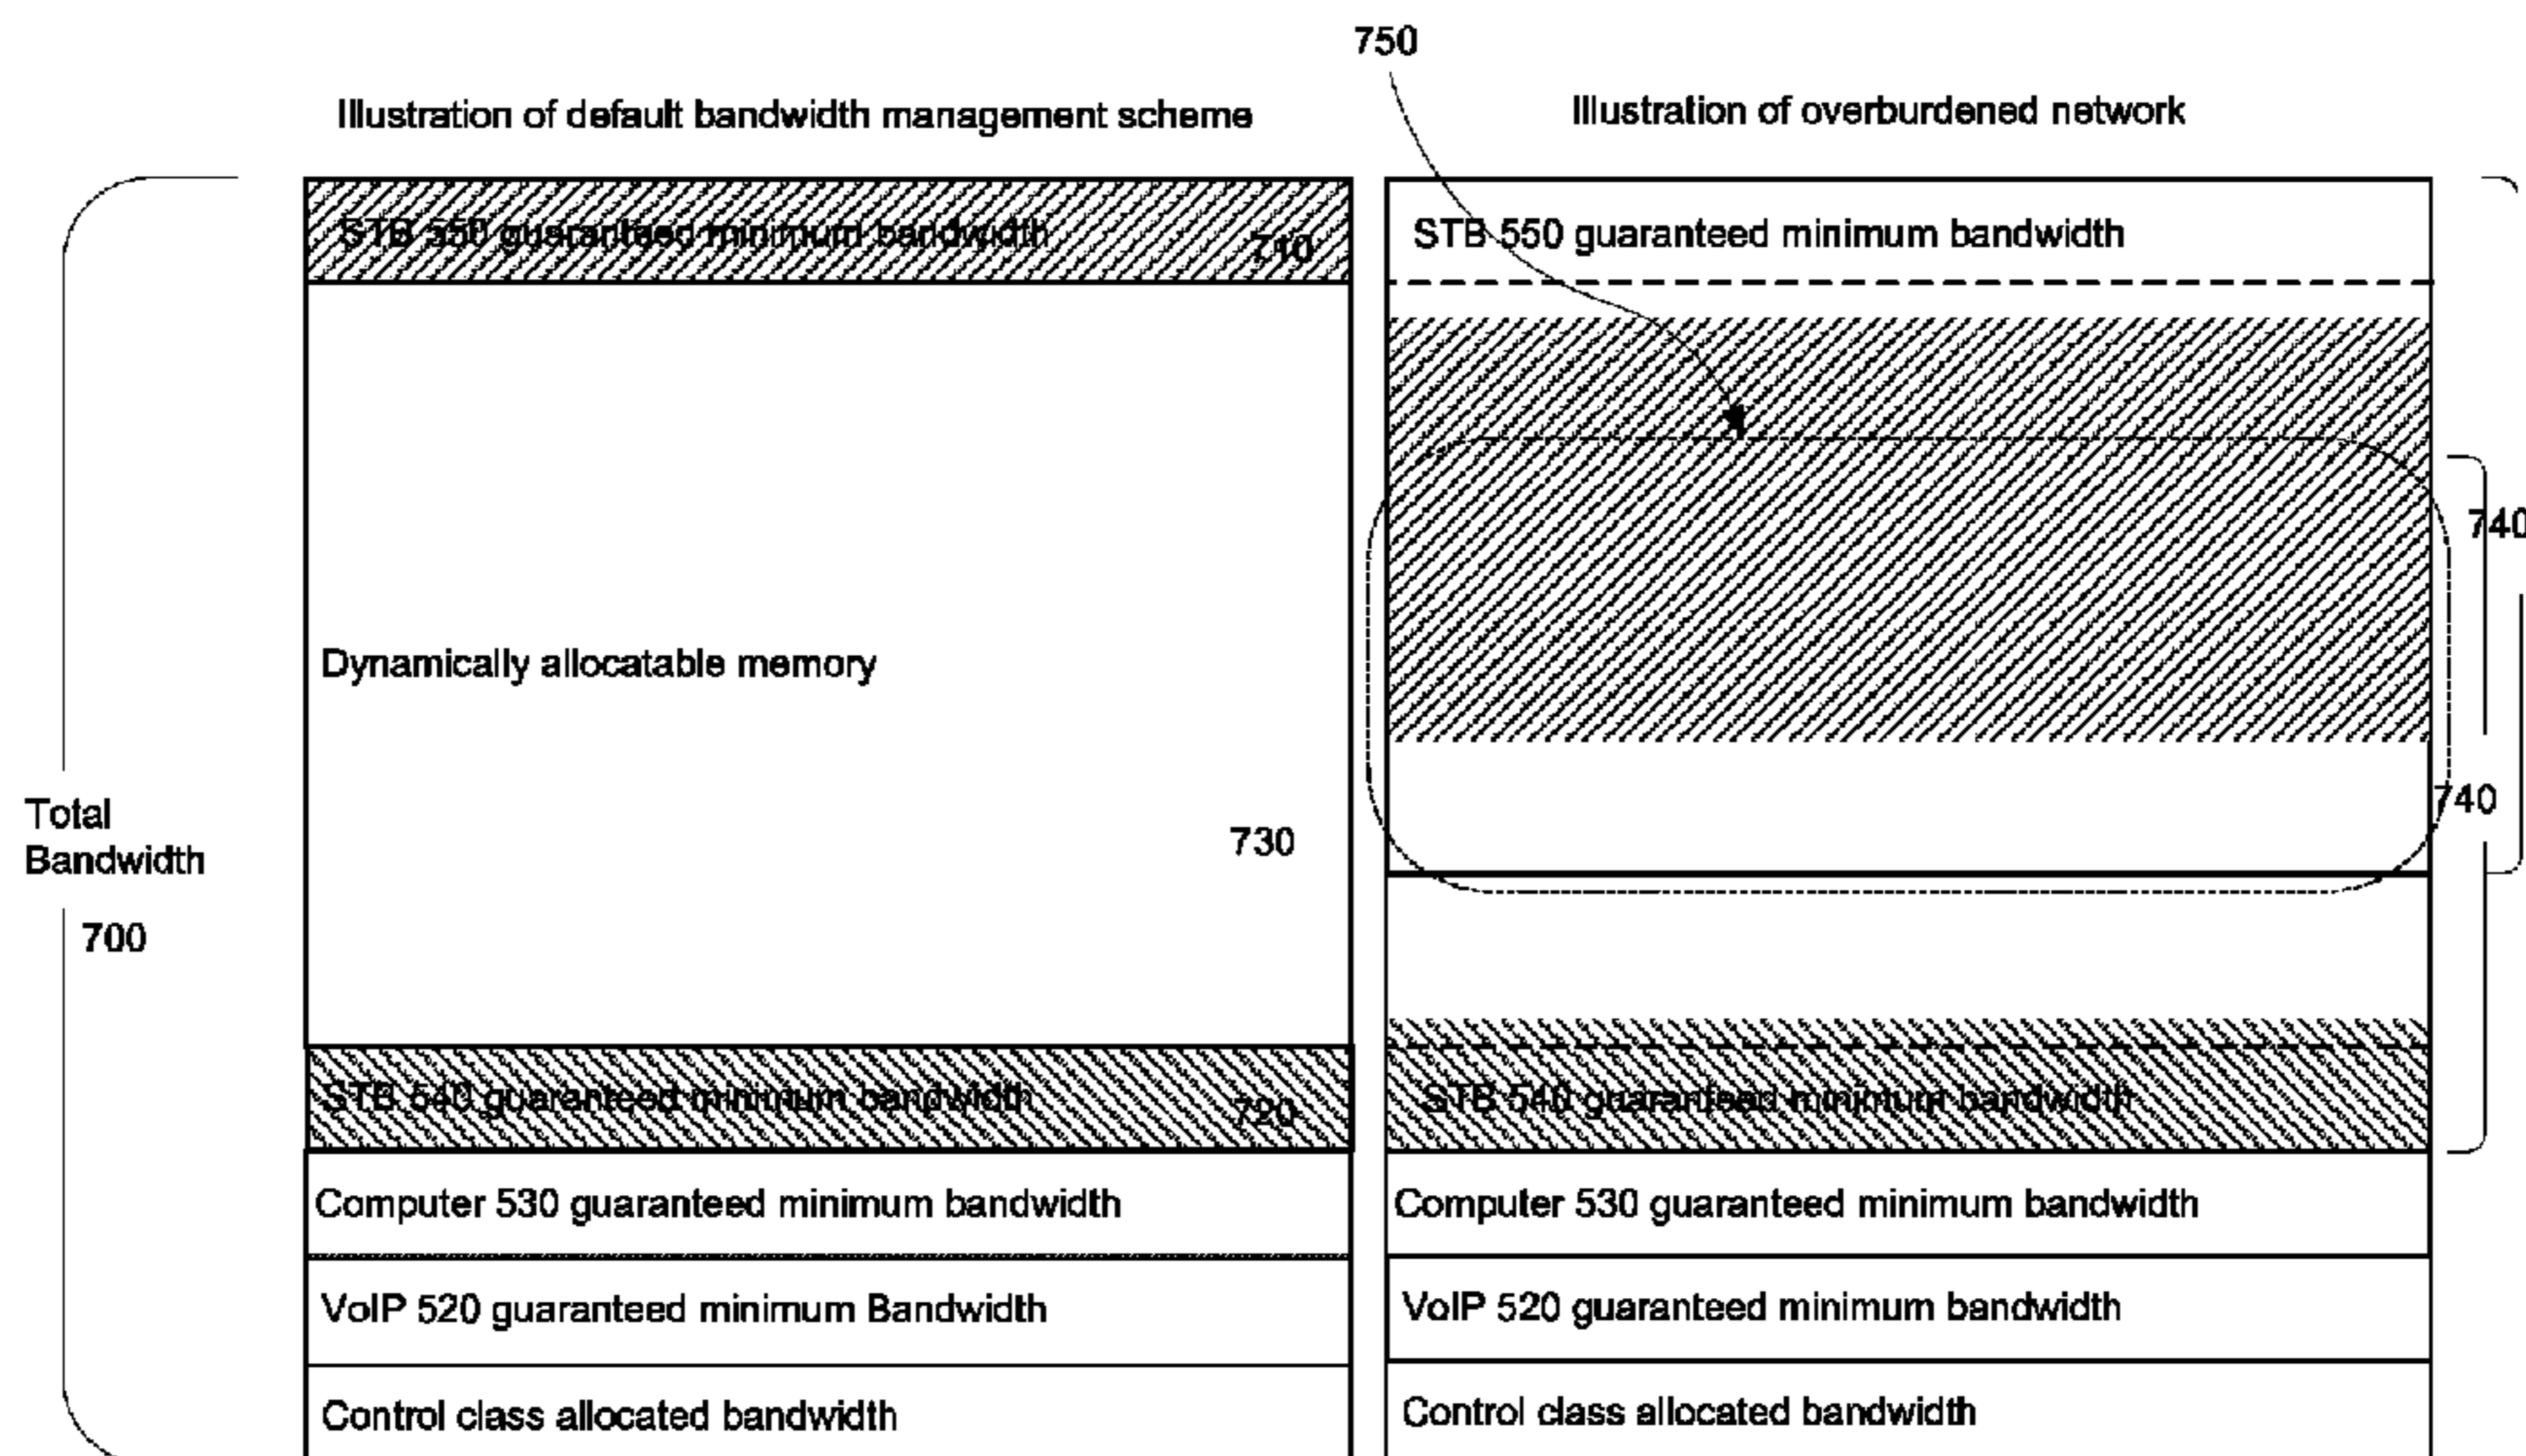 750
Illustration of default bandwidth management scheme
Illustration of overburdened network
STB 550 guaranteed minimum bandwidth
710
STB 550 guaranteed minimum bandwidth
740
Dynamically allocatable memory
730
740
Total
Bandwidth
700
STB 540 guaranteed minimum bandwidth
720
STB 540 guaranteed minimum bandwidth
Computer 530 guaranteed minimum bandwidth
Computer 530 guaranteed minimum bandwidth
VoIP 520 guaranteed minimum Bandwidth
VoIP 520 guaranteed minimum bandwidth
Control class allocated bandwidth
Control class allocated bandwidth